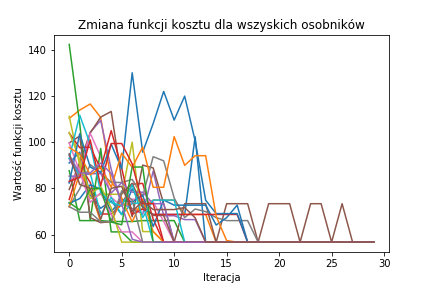 Zmiana funkcji kosztu dla wszyskich osobników
Wartość funkcji kosztu
140
120
100
80
60
0 5 10 15 20 25 30
Iteracja